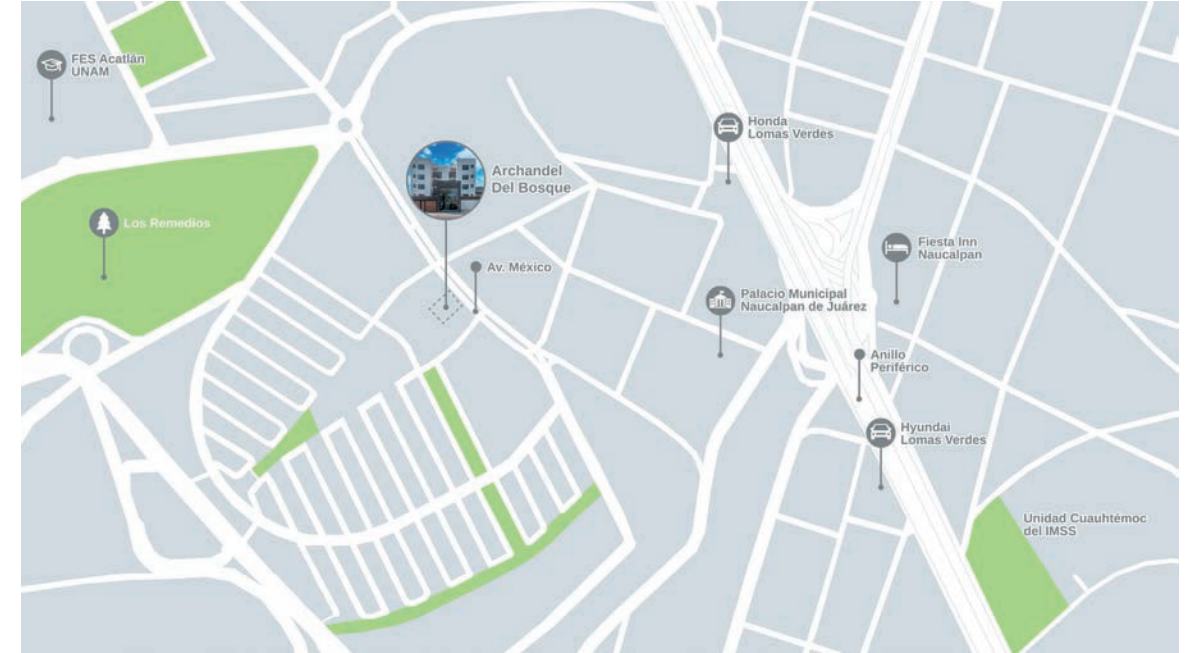 FES Acatlán
UNAM
Honda
Lomas Verdes
Archandel
Del Bosque
Los Remedios
Fiesta Inn
Naucalpan
Av. México
Palacio Municipal
Naucalpan de Juárez
Anillo
Periférico
Hyundai
Lomas Verdes
Unidad Cuauhtémoc
del IMSS